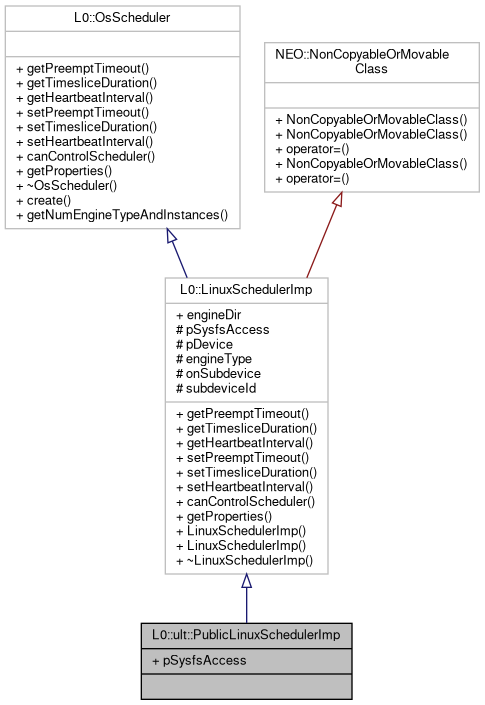 L0::OsScheduler
+ getPreemptTimeout()
+ getTimesliceDuration()
+ getHeartbeatInterval()
+ setPreemptTimeout()
+ setTimesliceDuration()
+ setHeartbeatInterval()
+ canControlScheduler()
+ getProperties()
+ ~OsScheduler()
+ create()
+ getNumEngineTypeAndInstances()
NEO::NonCopyableOrMovable
Class
+ NonCopyableOrMovableClass()
+ NonCopyableOrMovableClass()
+ operator=()
+ NonCopyableOrMovableClass()
+ operator=()
L0::LinuxSchedulerImp
+ engineDir
# pSysfsAccess
# pDevice
# engineType
# onSubdevice
# subdeviceId
+ getPreemptTimeout()
+ getTimesliceDuration()
+ getHeartbeatInterval()
+ setPreemptTimeout()
+ setTimesliceDuration()
+ setHeartbeatInterval()
+ canControlScheduler()
+ getProperties()
+ LinuxSchedulerImp()
+ LinuxSchedulerImp()
+ ~LinuxSchedulerImp()
L0::ult::PublicLinuxSchedulerImp
+ pSysfsAccess